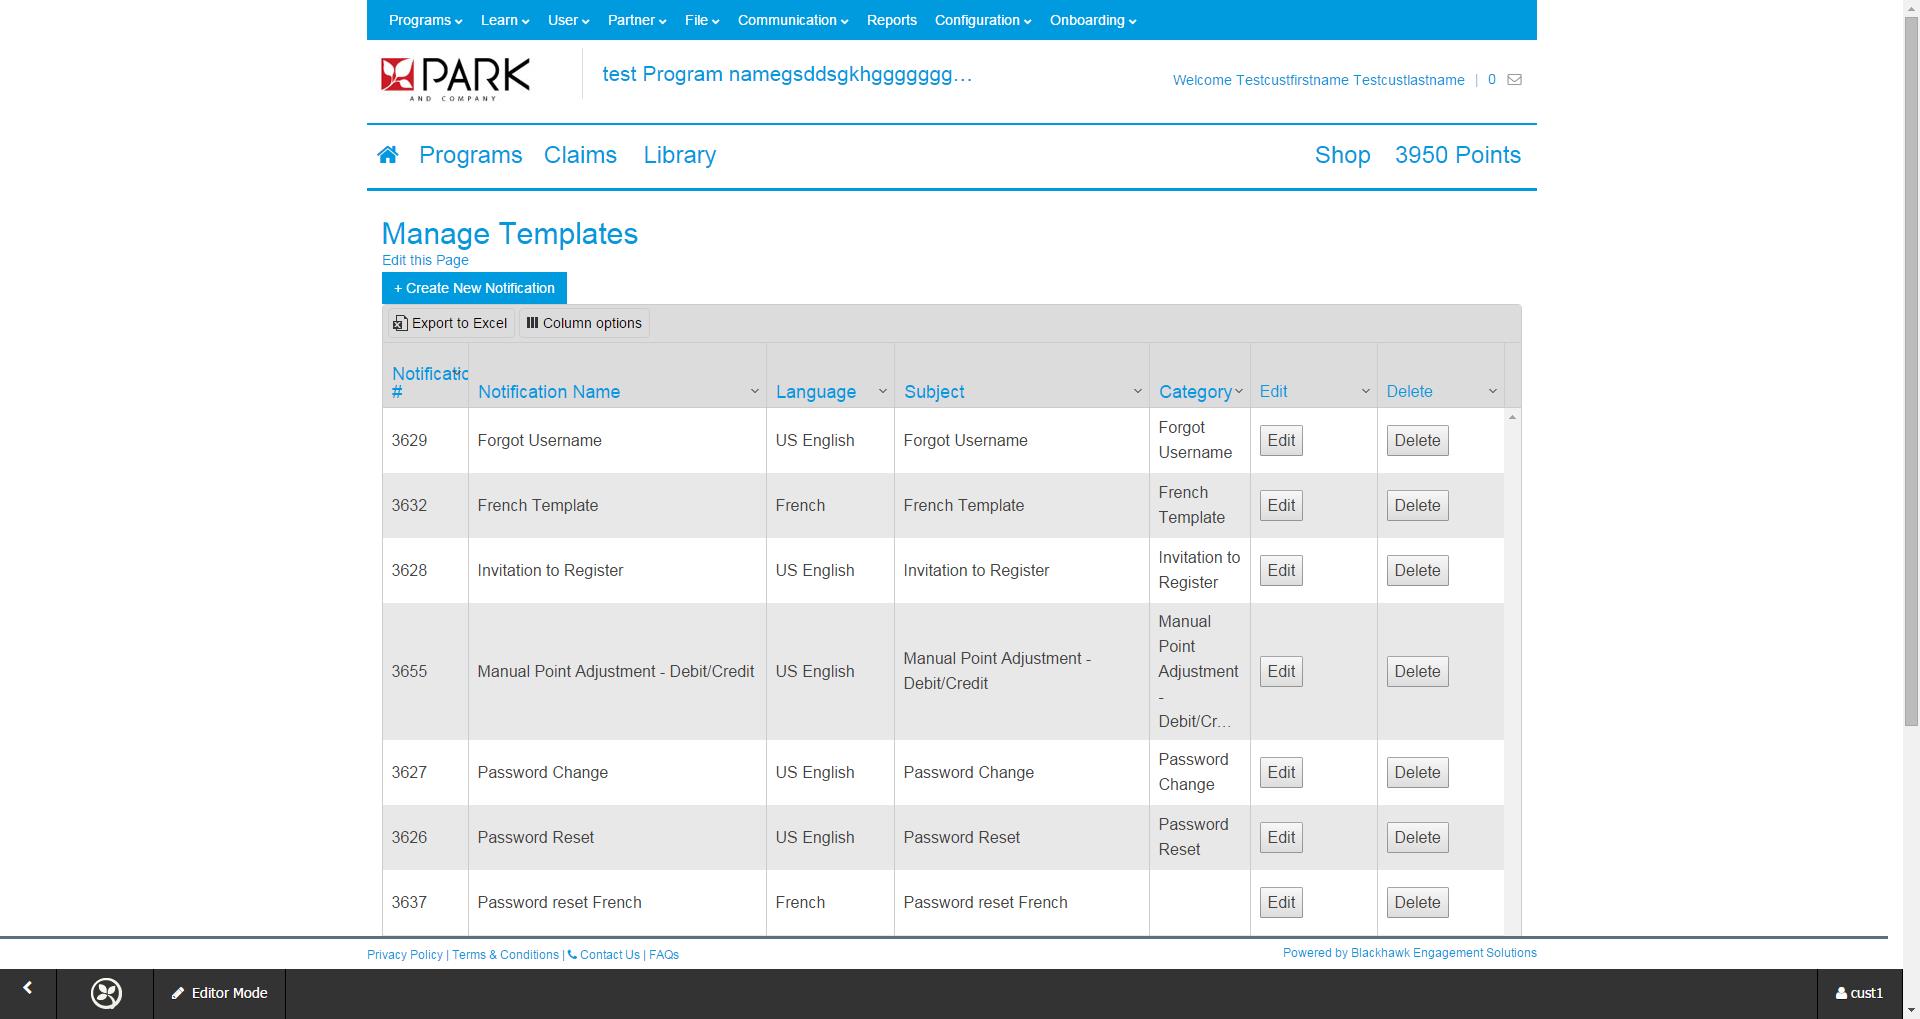 Programs Learn User Partner File Communication Reports Configuration Onboarding
PARK
AND COMPANY
test Program namegsddsgkhggggggg…
Welcome Testcustfirstname Testcustlastname | 0
Programs Claims Library Shop 3950 Points
Manage Templates
Edit this Page
+ Create New Notification
Export to Excel Column options
Notificatio
# Notification Name Language Subject Category Edit Delete
3629 Forgot Username US English Forgot Username Forgot Username Edit Delete
3632 French Template French French Template French Template Edit Delete
3628 Invitation to Register US English Invitation to Register Invitation to Register Edit Delete
3655 Manual Point Adjustment - Debit/Credit US English Manual Point Adjustment - Debit/Credit Manual Point Adjustment - Debit/Cr... Edit Delete
3627 Password Change US English Password Change Password Change Edit Delete
3626 Password Reset US English Password Reset Password Reset Edit Delete
3637 Password reset French French Password reset French Edit Delete
Privacy Policy | Terms & Conditions | Contact Us | FAQs
Powered by Blackhawk Engagement Solutions
Editor Mode cust1